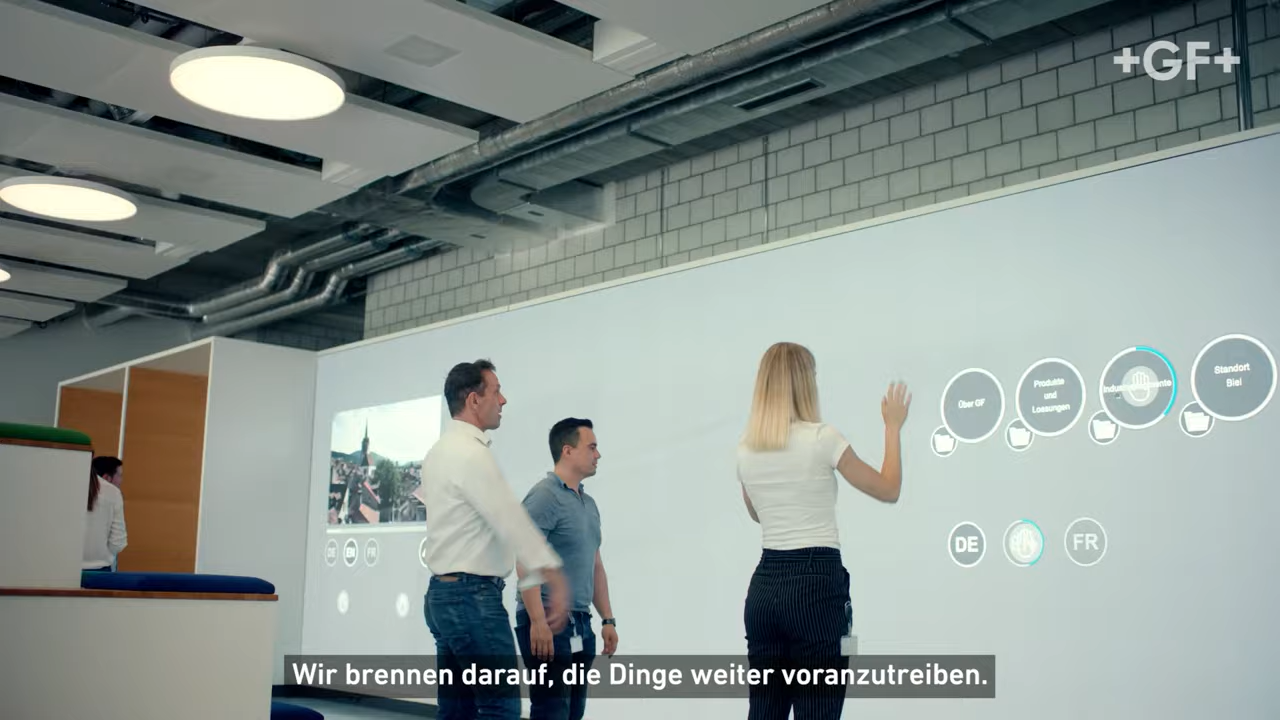 +GF+
Über GF
Produkte
und
Loesungen
Standort
Biel
DE
EN
FR
DE
FR
Wir brennen darauf, die Dinge weiter voranzutreiben.